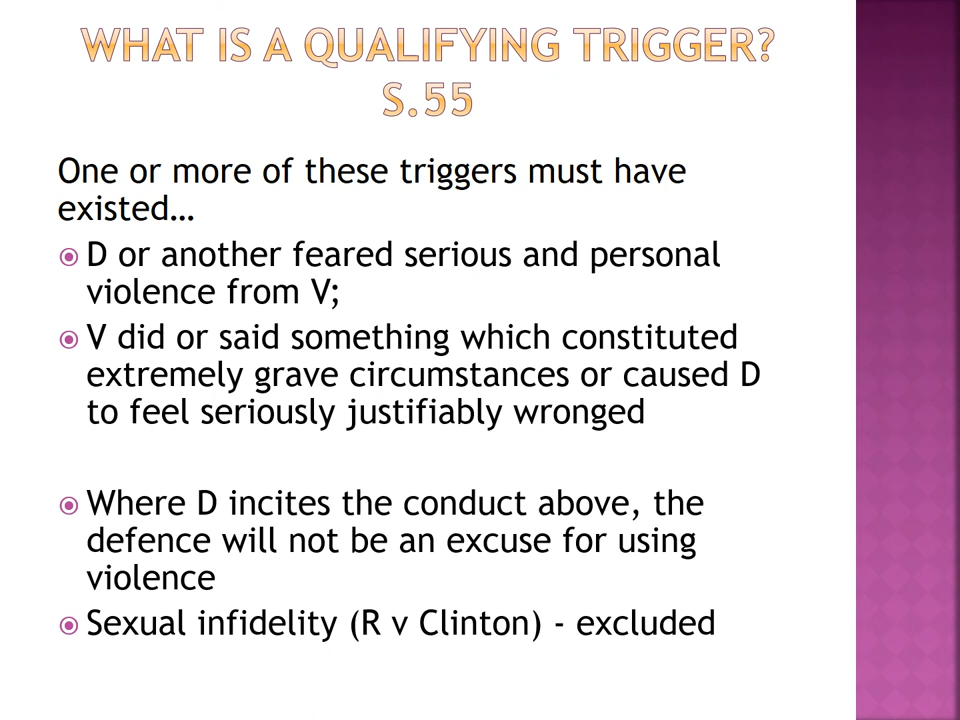 WHAT IS A QUALIFYING TRIGGER?
S.55
One or more of these triggers must have
existed…
D or another feared serious and personal
violence from V;
V did or said something which constituted
extremely grave circumstances or caused D
to feel seriously justifiably wronged
Where D incites the conduct above, the
defence will not be an excuse for using
violence
Sexual infidelity (R v Clinton) - excluded